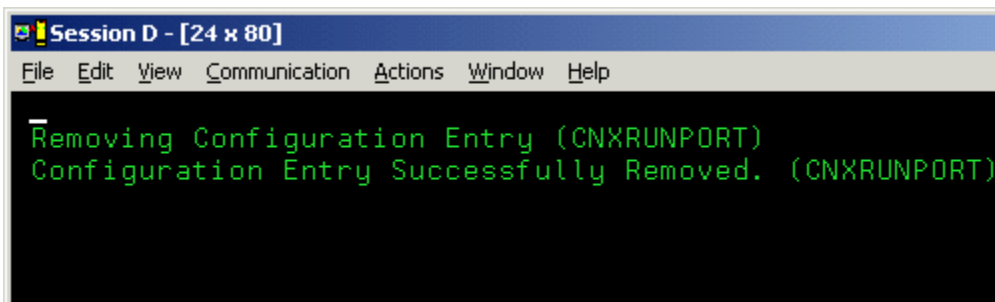 Session D - [24 x 80]
File Edit View Communication Actions Window Help
Removing Configuration Entry (CNXRUNPORT)
Configuration Entry Successfully Removed. (CNXRUNPORT)